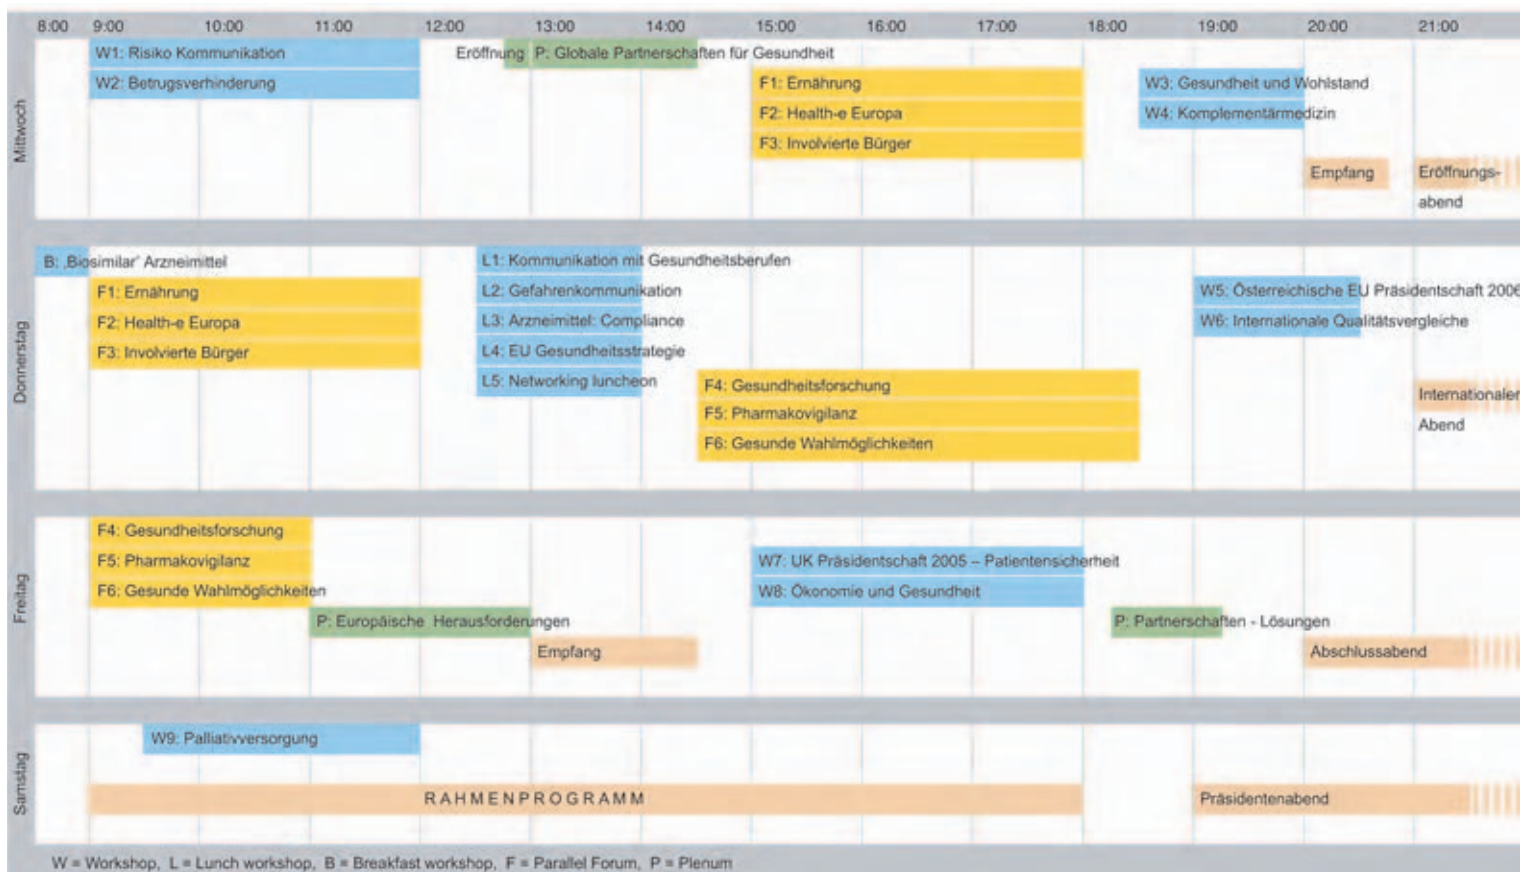 8:00 9:00 10:00 11:00 12:00 13:00 14:00 15:00 16:00 17:00 18:00 19:00 20:00 21:00
Mittwoch
W1: Risiko Kommunikation
Eröffnung P: Globale Partnerschaften für Gesundheit
W2: Betrugsverhinderung
F1: Ernährung
W3: Gesundheit und Wohlstand
F2: Health-e Europa
W4: Komplementärmedizin
F3: Involvierte Bürger
Empfang
Eröffnungs-
abend
Donnerstag
B: ‚Biosimilar' Arzneimittel
L1: Kommunikation mit Gesundheitsberufen
F1: Ernährung
L2: Gefahrenkommunikation
W5: Österreichische EU Präsidentschaft 2006
F2: Health-e Europa
L3: Arzneimittel: Compliance
W6: Internationale Qualitätsvergleiche
F3: Involvierte Bürger
L4: EU Gesundheitsstrategie
L5: Networking luncheon
F4: Gesundheitsforschung
Internationaler
F5: Pharmakovigilanz
Abend
F6: Gesunde Wahlmöglichkeiten
Freitag
F4: Gesundheitsforschung
F5: Pharmakovigilanz
W7: UK Präsidentschaft 2005 – Patientensicherheit
F6: Gesunde Wahlmöglichkeiten
W8: Ökonomie und Gesundheit
P: Europäische Herausforderungen
P: Partnerschaften - Lösungen
Empfang
Abschlussabend
Samstag
W9: Palliativversorgung
RAHMENPROGRAMM
Präsidentenabend
W = Workshop, L = Lunch workshop, B = Breakfast workshop, F = Parallel Forum, P = Plenum